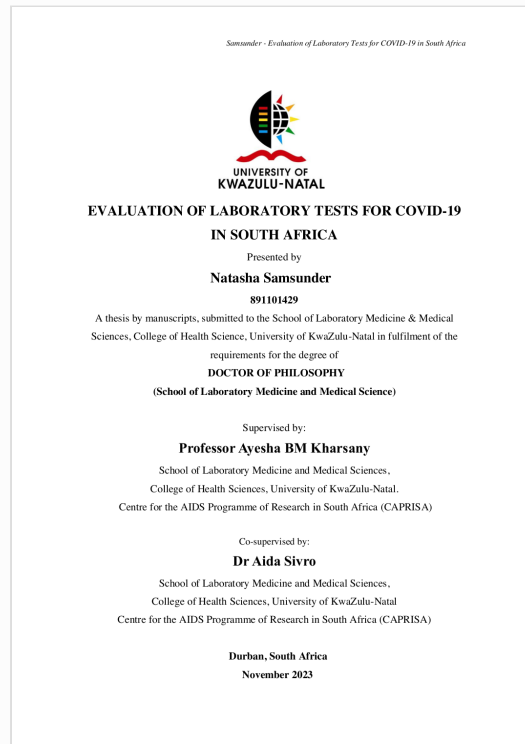 Samsunder - Evaluation of Laboratory Tests for COVID-19 in South Africa
UNIVERSITY OF
KWAZULU-NATAL
EVALUATION OF LABORATORY TESTS FOR COVID-19
IN SOUTH AFRICA
Presented by
Natasha Samsunder
891101429
A thesis by manuscripts, submitted to the School of Laboratory Medicine & Medical
Sciences, College of Health Science, University of KwaZulu-Natal in fulfilment of the
requirements for the degree of
DOCTOR OF PHILOSOPHY
(School of Laboratory Medicine and Medical Science)
Supervised by:
Professor Ayesha BM Kharsany
School of Laboratory Medicine and Medical Sciences,
College of Health Sciences, University of KwaZulu-Natal.
Centre for the AIDS Programme of Research in South Africa (CAPRISA)
Co-supervised by:
Dr Aida Sivro
School of Laboratory Medicine and Medical Sciences,
College of Health Sciences, University of KwaZulu-Natal
Centre for the AIDS Programme of Research in South Africa (CAPRISA)
Durban, South Africa
November 2023